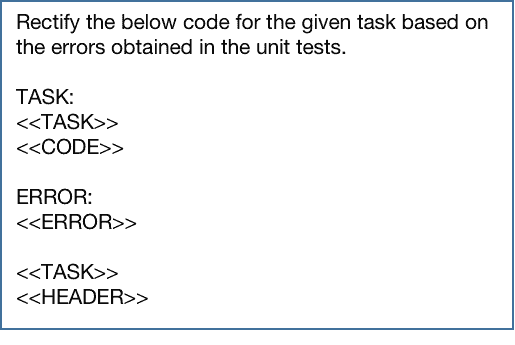 Rectify the below code for the given task based on
the errors obtained in the unit tests.
TASK:
<<TASK>>
<<CODE>>
ERROR:
<<ERROR>>
<<TASK>>
<<HEADER>>